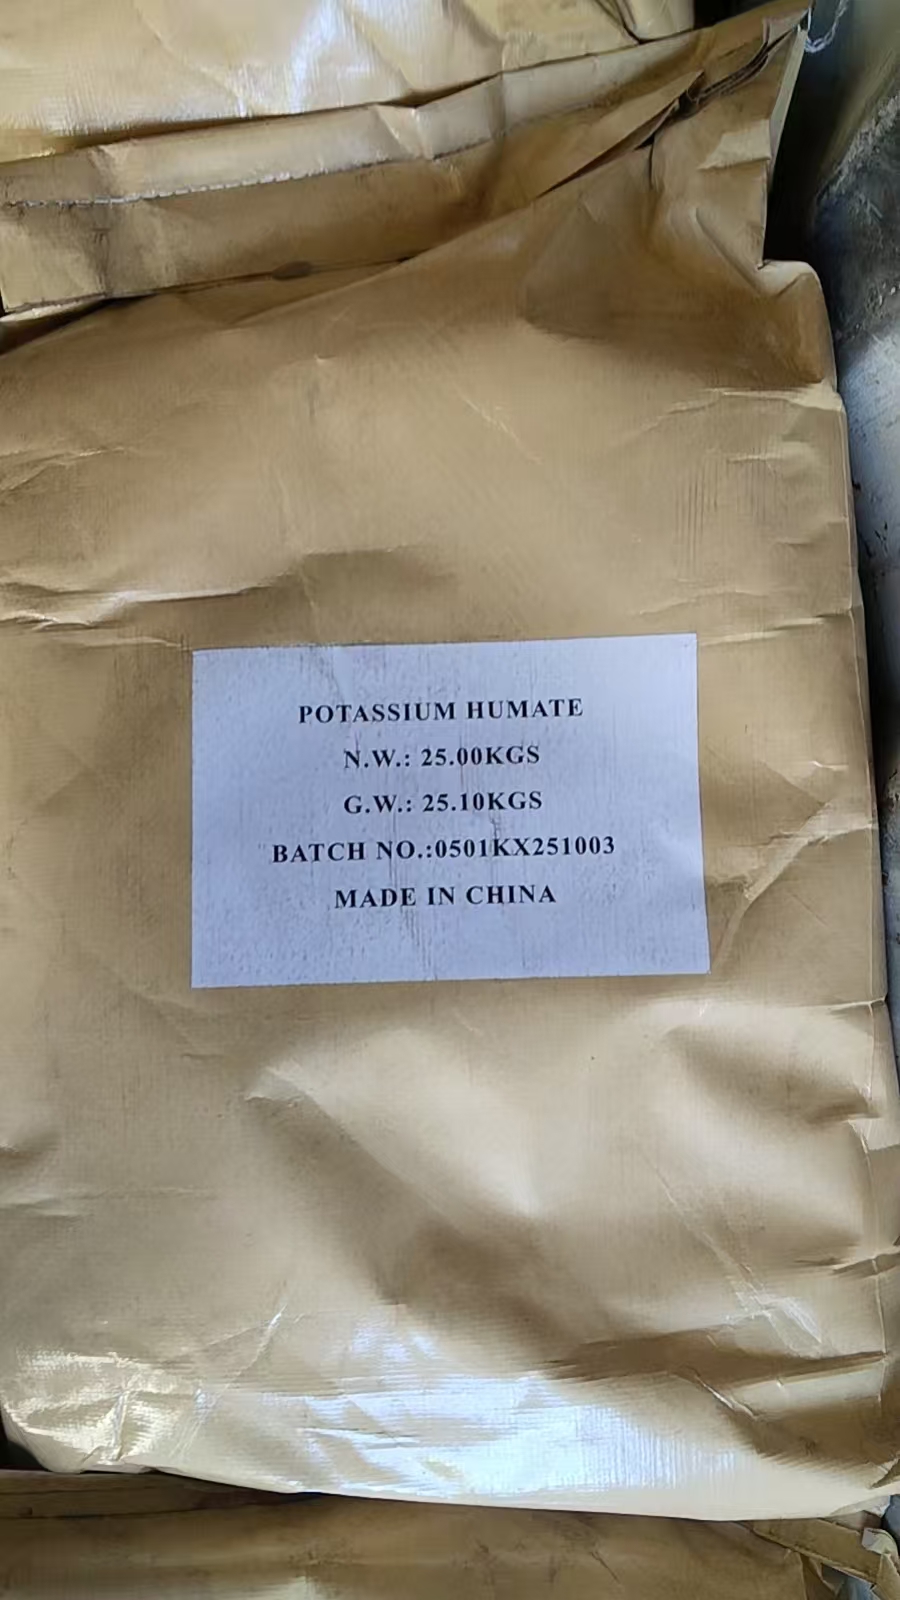 POTASSIUM HUMATE
N.W.: 25.00KGS
G.W.: 25.10KGS
BATCH NO.:0501KX251003
MADE IN CHINA